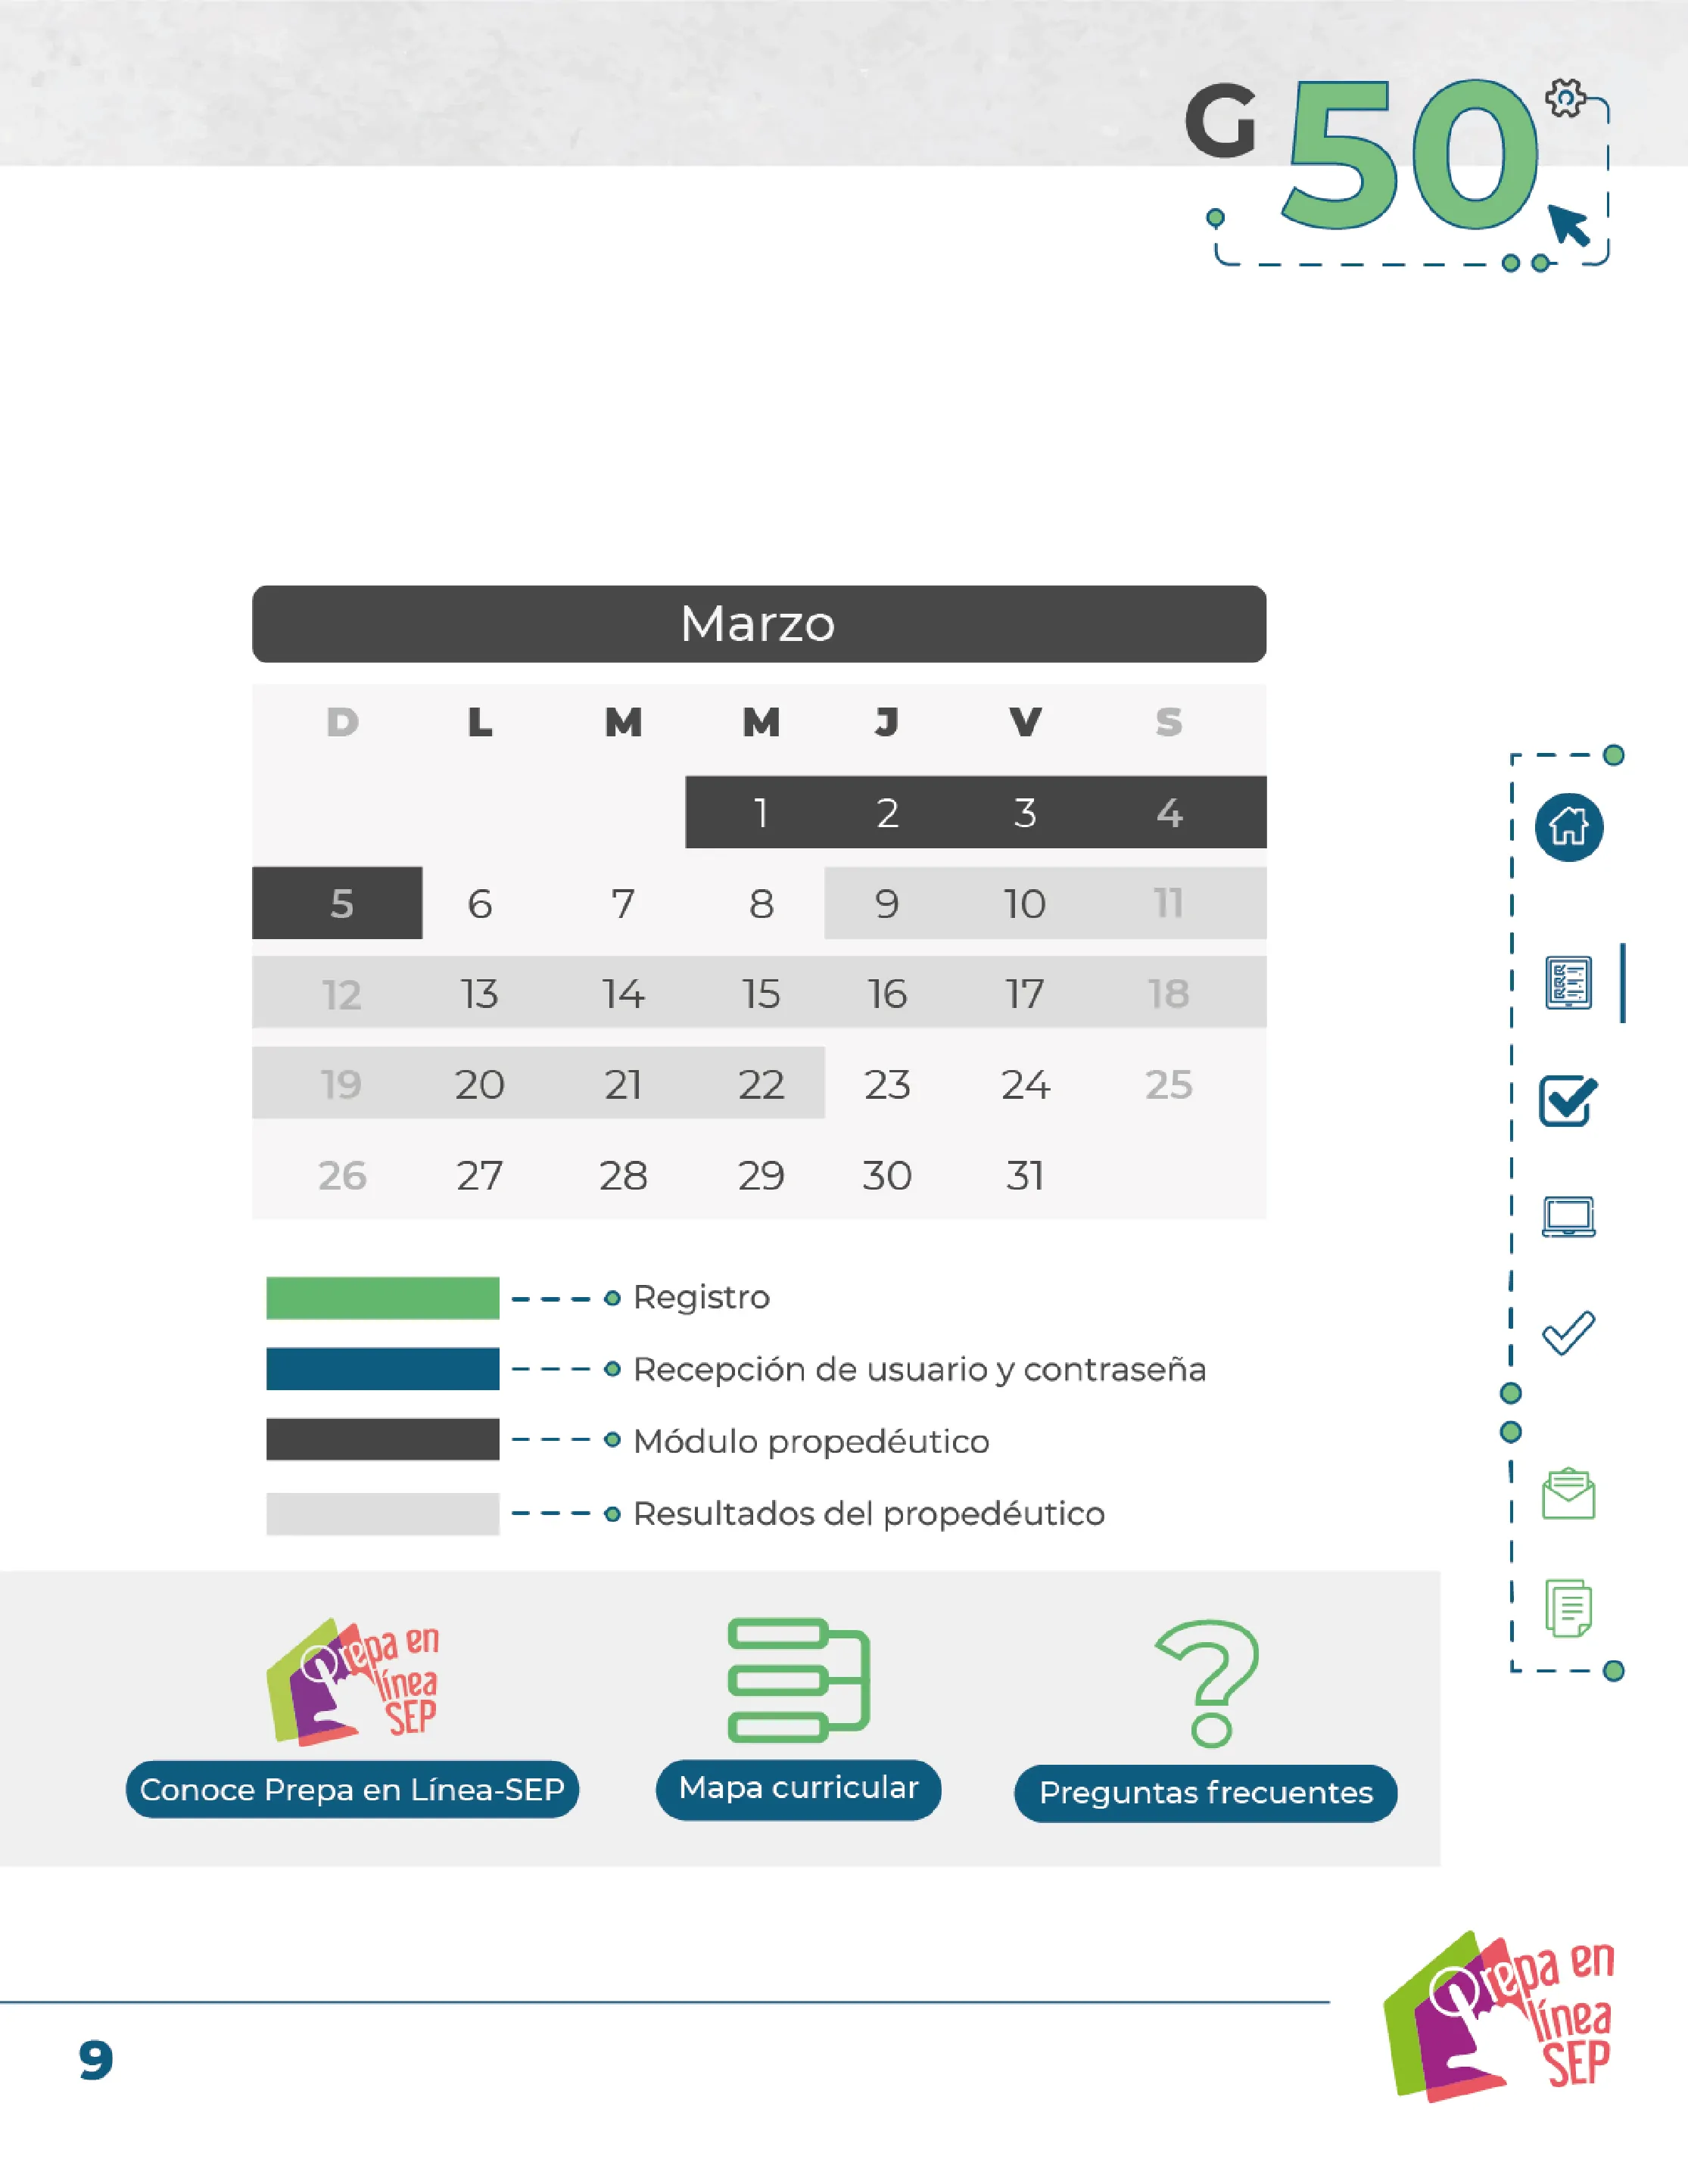 G 50
Marzo
D L M M J V S
1 2 3 4
5 6 7 8 9 10 11
12 13 14 15 16 17 18
19 20 21 22 23 24 25
26 27 28 29 30 31
Registro
Recepción de usuario y contraseña
Módulo propedéutico
Resultados del propedéutico
Prepa en
línea
SEP
Conoce Prepa en Línea-SEP
Mapa curricular
?
Preguntas frecuentes
Prepa en
línea
SEP
9